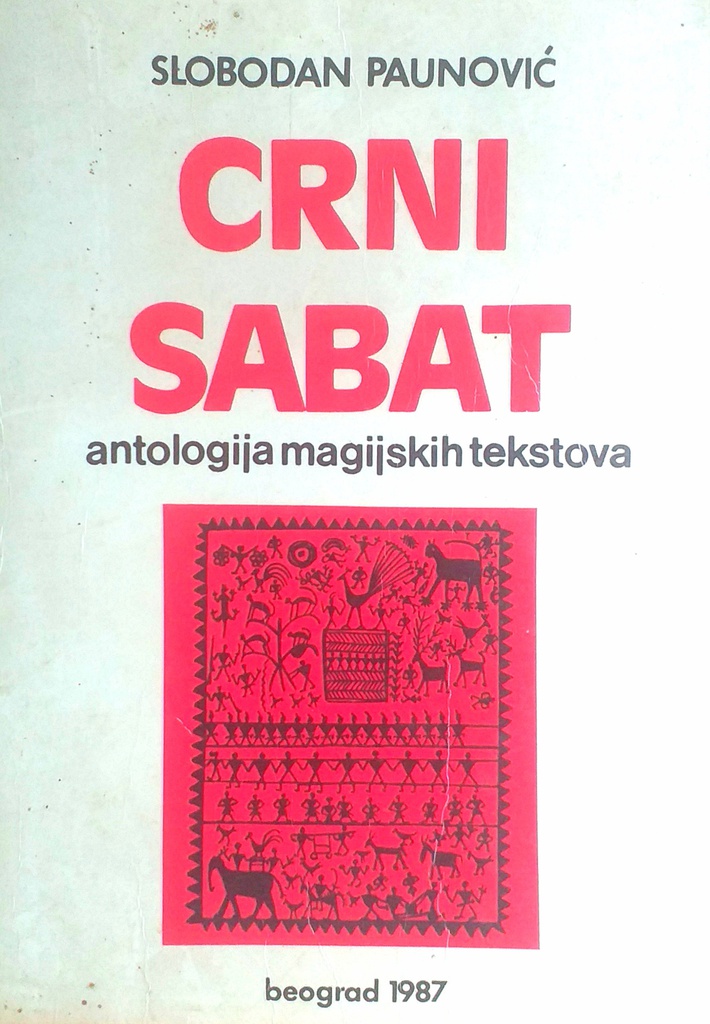 SLOBODAN PAUNOVIĆ
CRNI
SABAT
antologija magijskih tekstova
beograd 1987